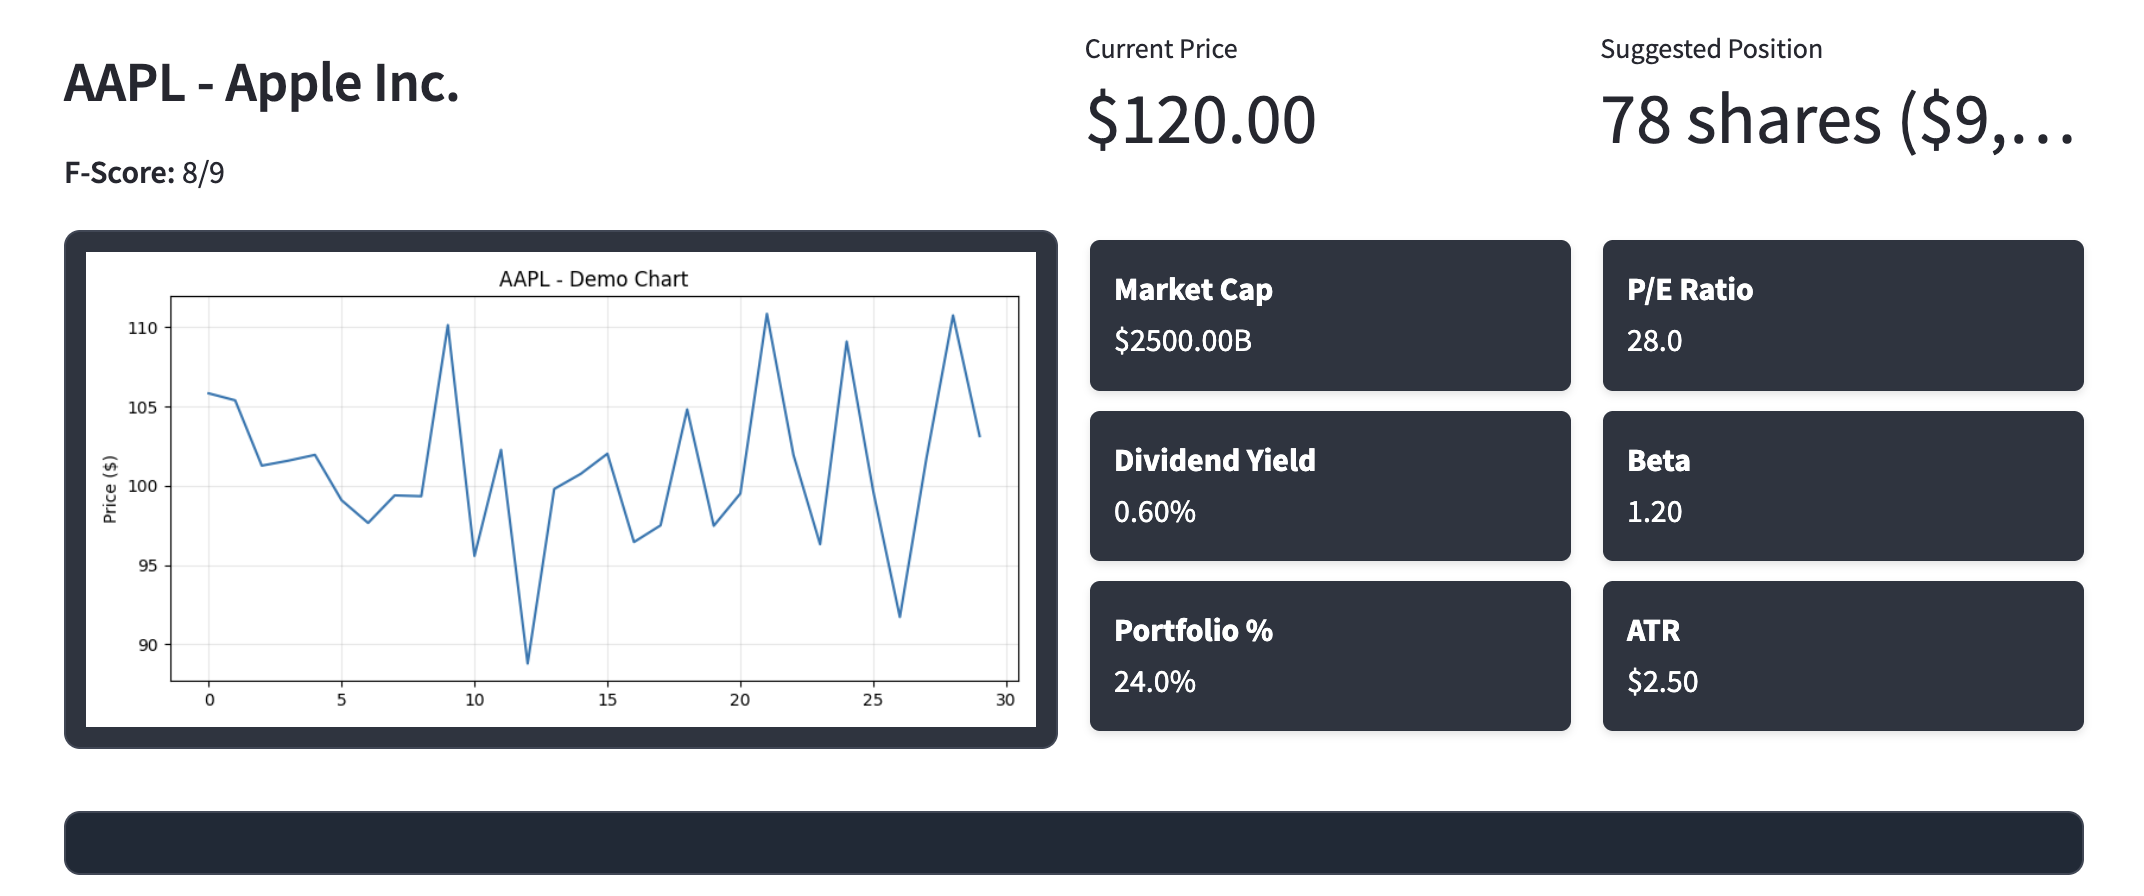 AAPL - Apple Inc.
F-Score: 8/9
Current Price
$120.00
Suggested Position
78 shares ($9,...
AAPL - Demo Chart
Price ($)
110
105
100
95
90
0 5 10 15 20 25 30
Market Cap
$2500.00B
P/E Ratio
28.0
Dividend Yield
0.60%
Beta
1.20
Portfolio %
24.0%
ATR
$2.50